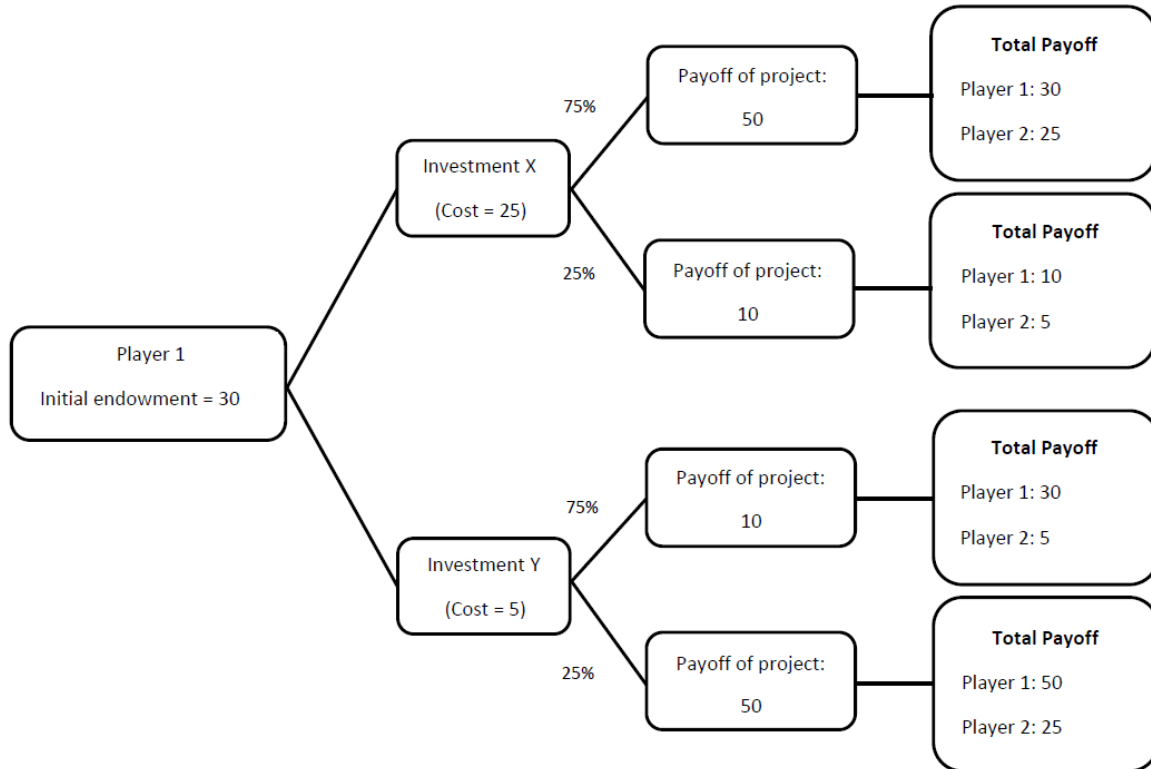 Player 1
Initial endowment = 30
Investment X
(Cost = 25)
75%
Payoff of project:
50
Total Payoff
Player 1: 30
Player 2: 25
25%
Payoff of project:
10
Total Payoff
Player 1: 10
Player 2: 5
Investment Y
(Cost = 5)
75%
Payoff of project:
10
Total Payoff
Player 1: 30
Player 2: 5
25%
Payoff of project:
50
Total Payoff
Player 1: 50
Player 2: 25